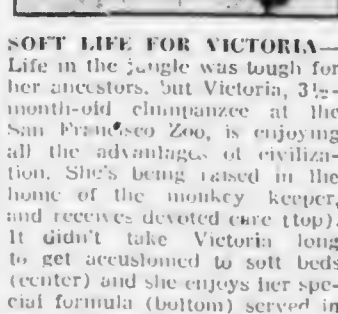 SOFT LIFE FOR VICTORIA—
Life in the jungle was tough for
her ancestors, but Victoria, 3½-
month-old chimpanzee at the
San Francisco Zoo, is enjoying
all the advantages of civiliza-
tion. She's being raised in the
home of the monkey keeper,
and receives devoted care (top).
It didn't take Victoria long
to get accustomed to soft beds
(center) and she enjoys her spe-
cial formula (bottom) served in